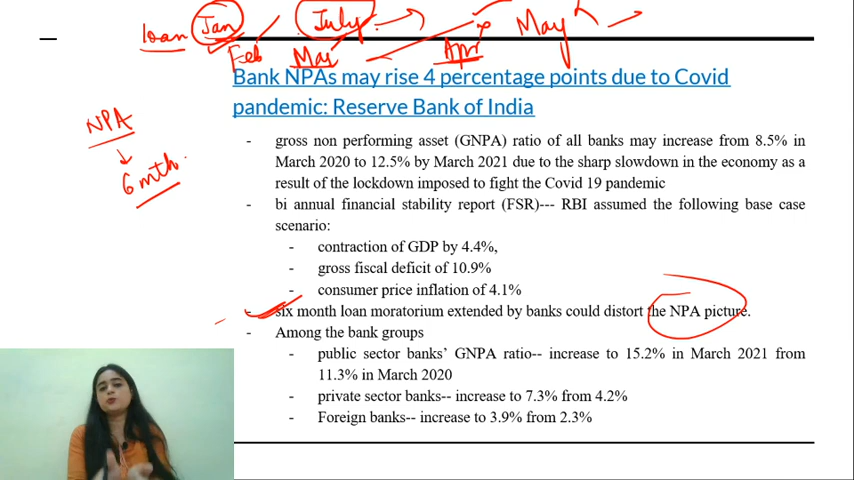 loan Jan July May
Feb Mar Apr
Bank NPAs may rise 4 percentage points due to Covid
pandemic: Reserve Bank of India
NPA
6 mth
- gross non performing asset (GNPA) ratio of all banks may increase from 8.5% in
March 2020 to 12.5% by March 2021 due to the sharp slowdown in the economy as a
result of the lockdown imposed to fight the Covid 19 pandemic
- bi annual financial stability report (FSR)--- RBI assumed the following base case
scenario:
- contraction of GDP by 4.4%,
- gross fiscal deficit of 10.9%
- consumer price inflation of 4.1%
- six month loan moratorium extended by banks could distort the NPA picture.
- Among the bank groups
- public sector banks' GNPA ratio-- increase to 15.2% in March 2021 from
11.3% in March 2020
- private sector banks-- increase to 7.3% from 4.2%
- Foreign banks-- increase to 3.9% from 2.3%